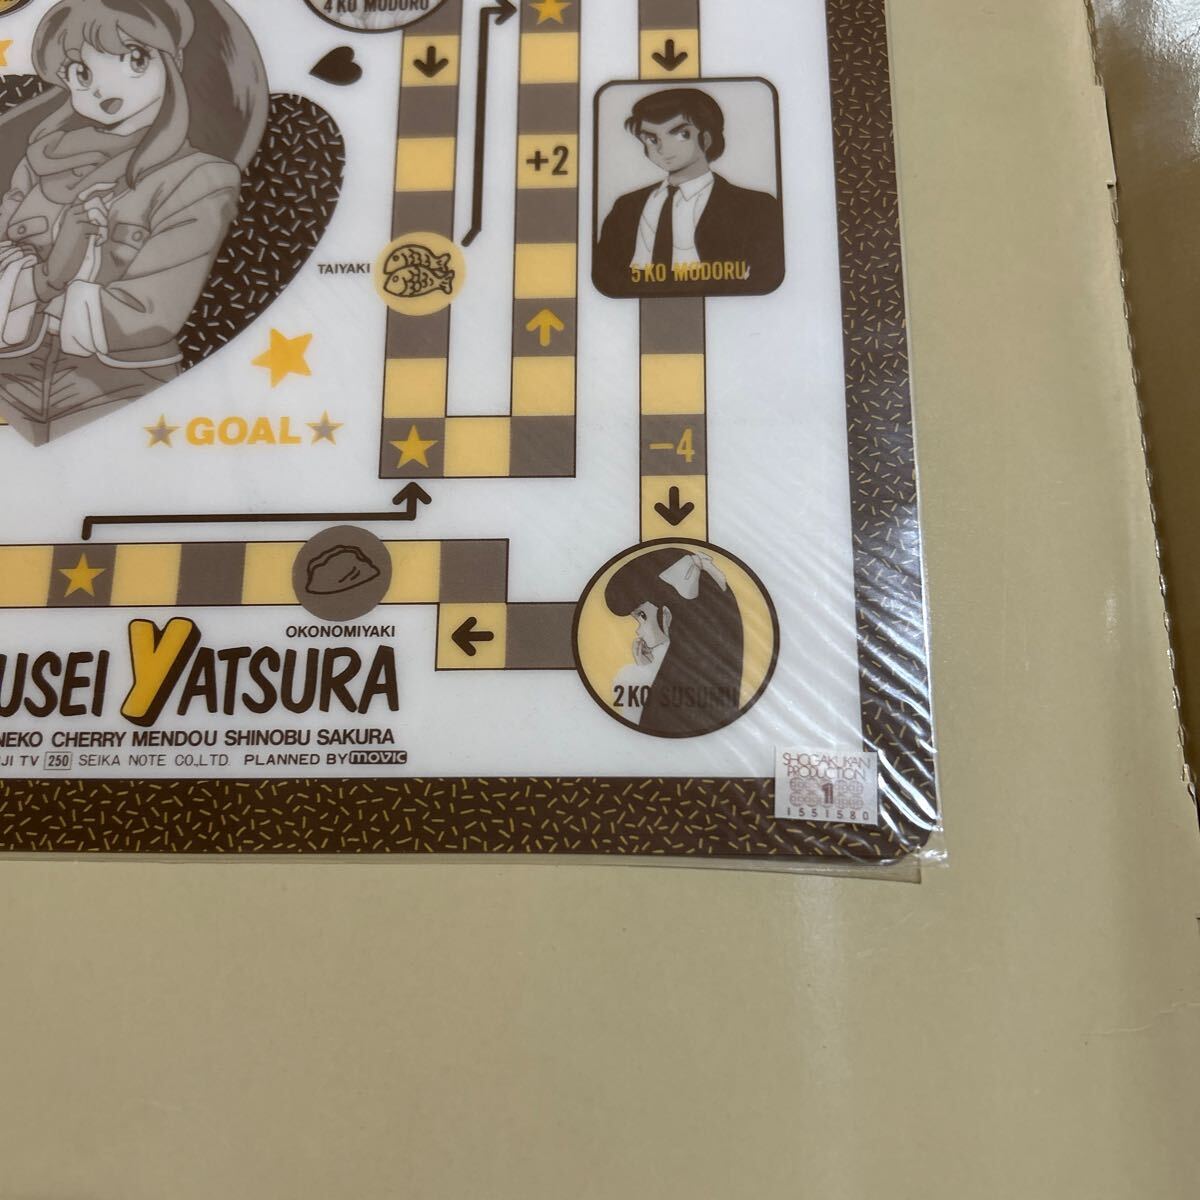 4 KO MODORU
+2
5 KO MODORU
TAIYAKI
GOAL
-4
OKONOMIYAKI
2 KO SUSUMU
USEI YATSURA
NEKO CHERRY MENDOU SHINOBU SAKURA
JI TV 250 SEIKA NOTE CO.,LTD. PLANNED BY movic
SHOGAKUKAN
PRODUCTION
1
1551580